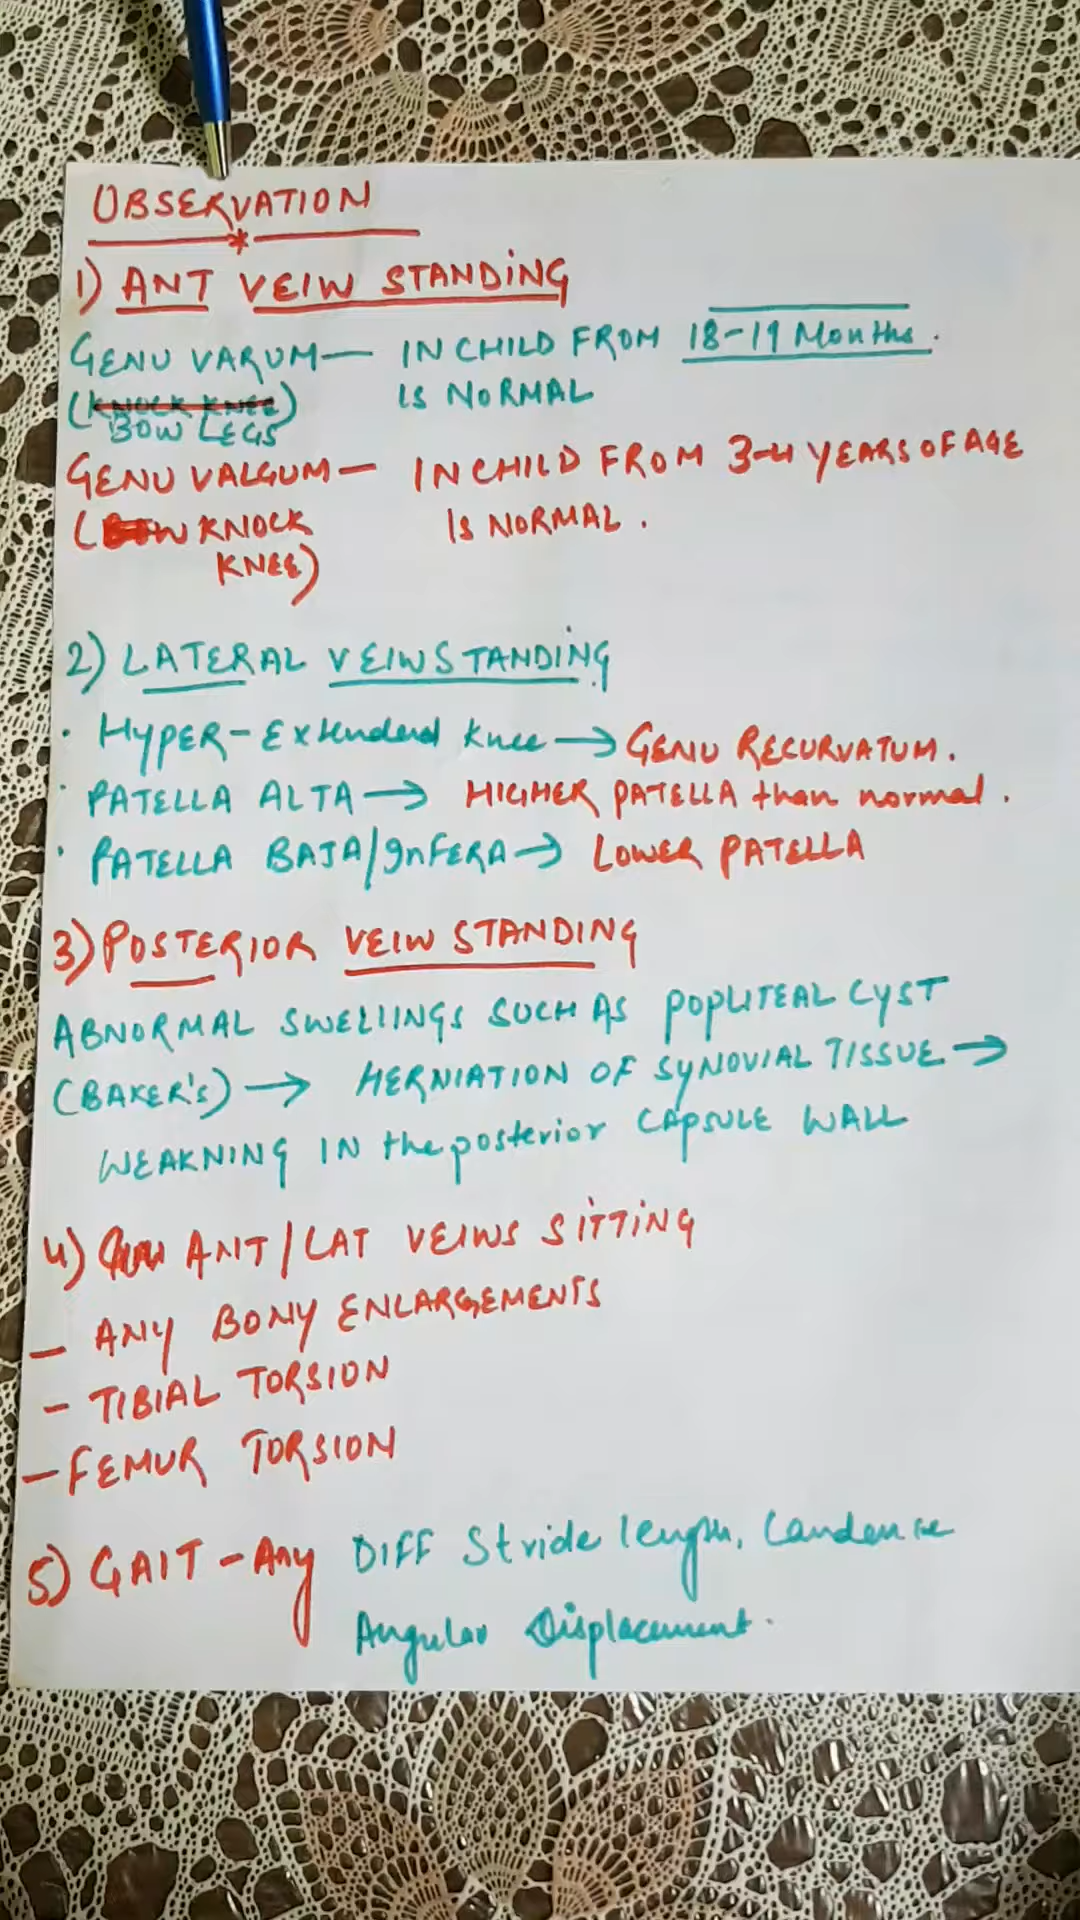 OBSERVATION
1) ANT VEIW STANDING
GENU VARUM — IN CHILD FROM 18-19 Months.
(KNOCK KNEE) IS NORMAL
BOW LEGS
GENU VALGUM — IN CHILD FROM 3-4 YEARS OF AGE
(BOW KNOCK IS NORMAL.
KNEE)
2) LATERAL VEIW STANDING
· HYPER-Extended Knee → GENU RECURVATUM.
· PATELLA ALTA → HIGHER PATELLA than normal.
· PATELLA BAJA/InFERA → LOWER PATELLA
3) POSTERIOR VEIW STANDING
ABNORMAL SWELLINGS SUCH AS POPLITEAL CYST
(BAKER'S) → HERNIATION OF SYNOVIAL TISSUE →
WEAKNING IN the posterior CAPSULE WALL
4) ANT/LAT VEIWS SITTING
- ANY BONY ENLARGEMENTS
- TIBIAL TORSION
- FEMUR TORSION
5) GAIT - Any DIFF Stride length,
Angular Displacement.